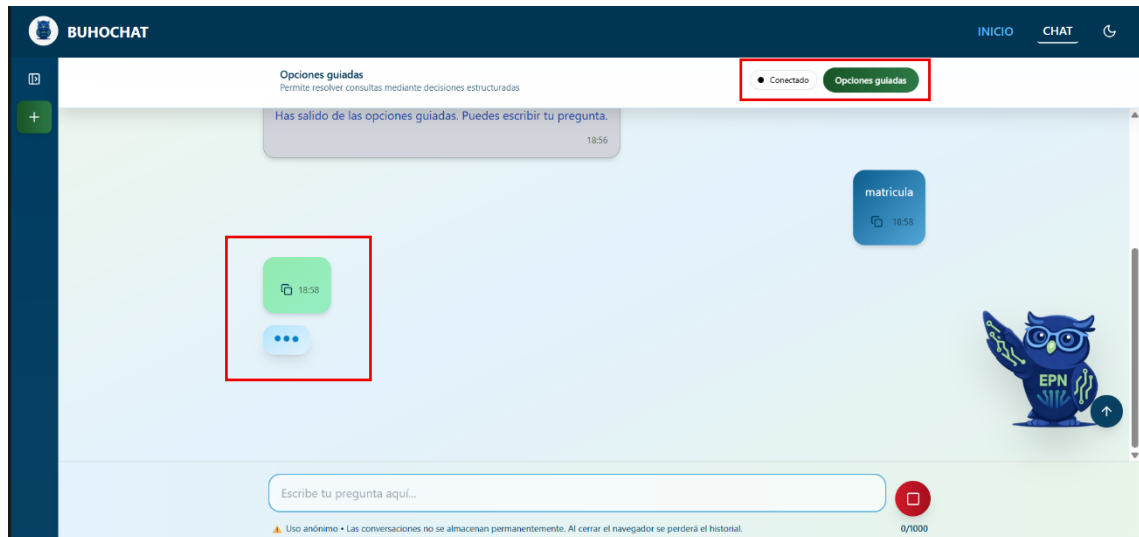 BUHOCHAT
INICIO
CHAT
Opciones guiadas
Permite resolver consultas mediante decisiones estructuradas
Conectado
Opciones guiadas
Has salido de las opciones guiadas. Puedes escribir tu pregunta.
18:56
matricula
18:58
18:58
EPN
Escribe tu pregunta aquí...
Uso anónimo • Las conversaciones no se almacenan permanentemente. Al cerrar el navegador se perderá el historial.
0/1000